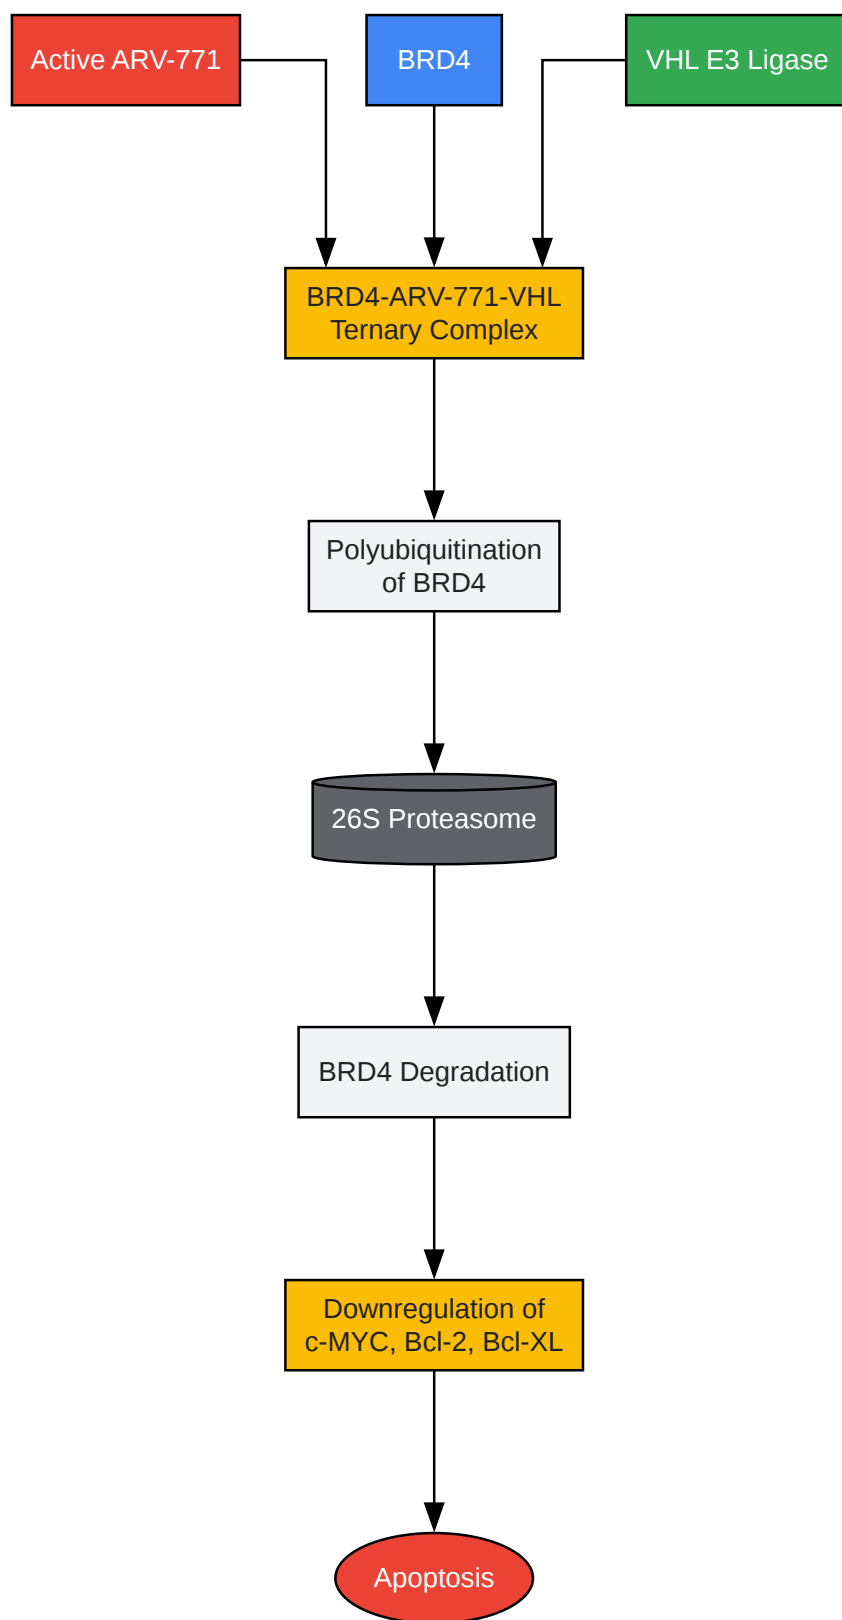 Active ARV-771
BRD4
VHL E3 Ligase
BRD4-ARV-771-VHL
Ternary Complex
Polyubiquitination
of BRD4
26S Proteasome
BRD4 Degradation
Downregulation of
c-MYC, Bcl-2, Bcl-XL
Apoptosis